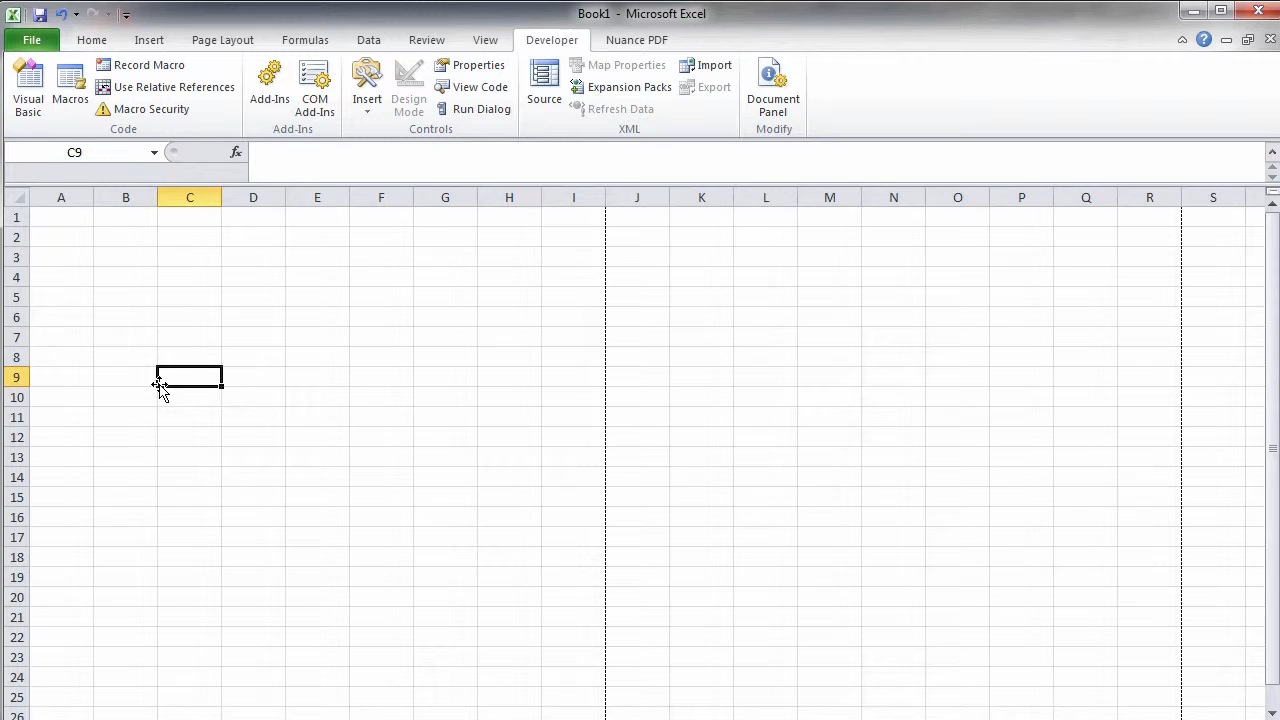 Book1 - Microsoft Excel
File Home Insert Page Layout Formulas Data Review View Developer Nuance PDF
Visual Basic
Macros
Record Macro
Use Relative References
Macro Security
Code
Add-Ins
COM Add-Ins
Add-Ins
Insert
Design Mode
Properties
View Code
Run Dialog
Controls
Source
Map Properties
Expansion Packs
Refresh Data
Import
Export
XML
Document Panel
Modify
C9 fx
A B C D E F G H J K L M N O P Q R S
1
2
3
4
5
6
7
8
9
10
11
12
13
14
15
16
17
18
19
20
21
22
23
24
25
26